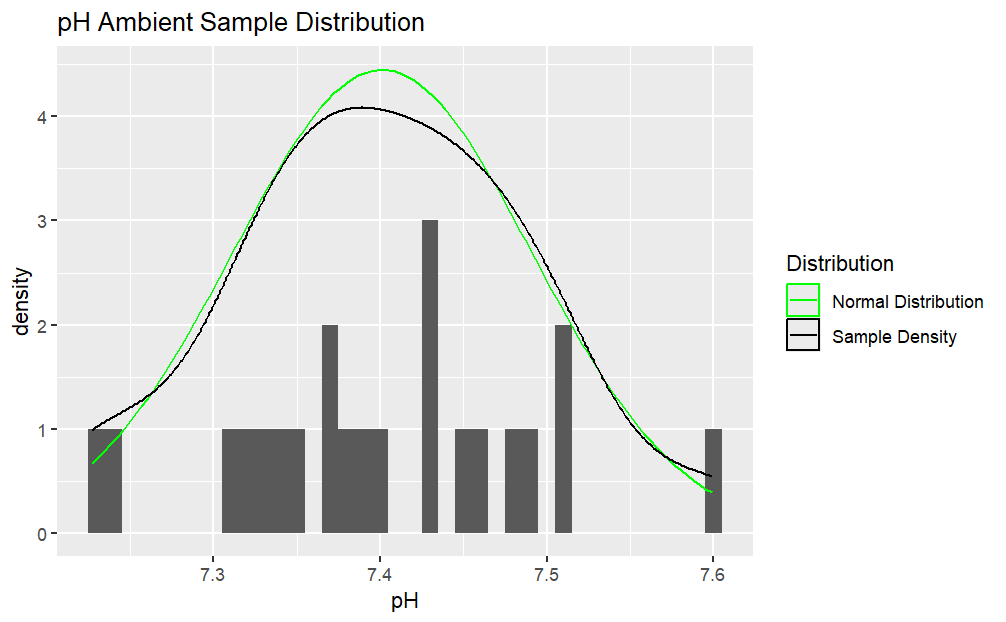 pH Ambient Sample Distribution
density
4
3
2
1
0
7.3 7.4 7.5 7.6
pH
Distribution
Normal Distribution
Sample Density